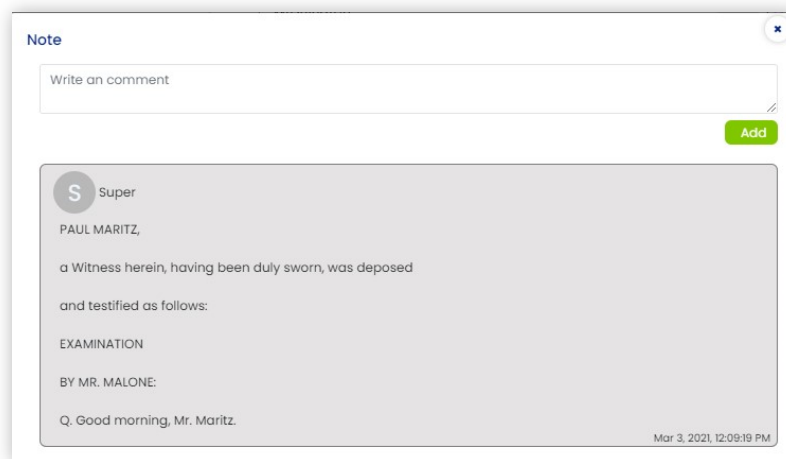 Note
Write an comment
Add
S
Super
PAUL MARITZ,
a Witness herein, having been duly sworn, was deposed
and testified as follows:
EXAMINATION
BY MR. MALONE:
Q. Good morning, Mr. Maritz.
Mar 3, 2021, 12:09:19 PM